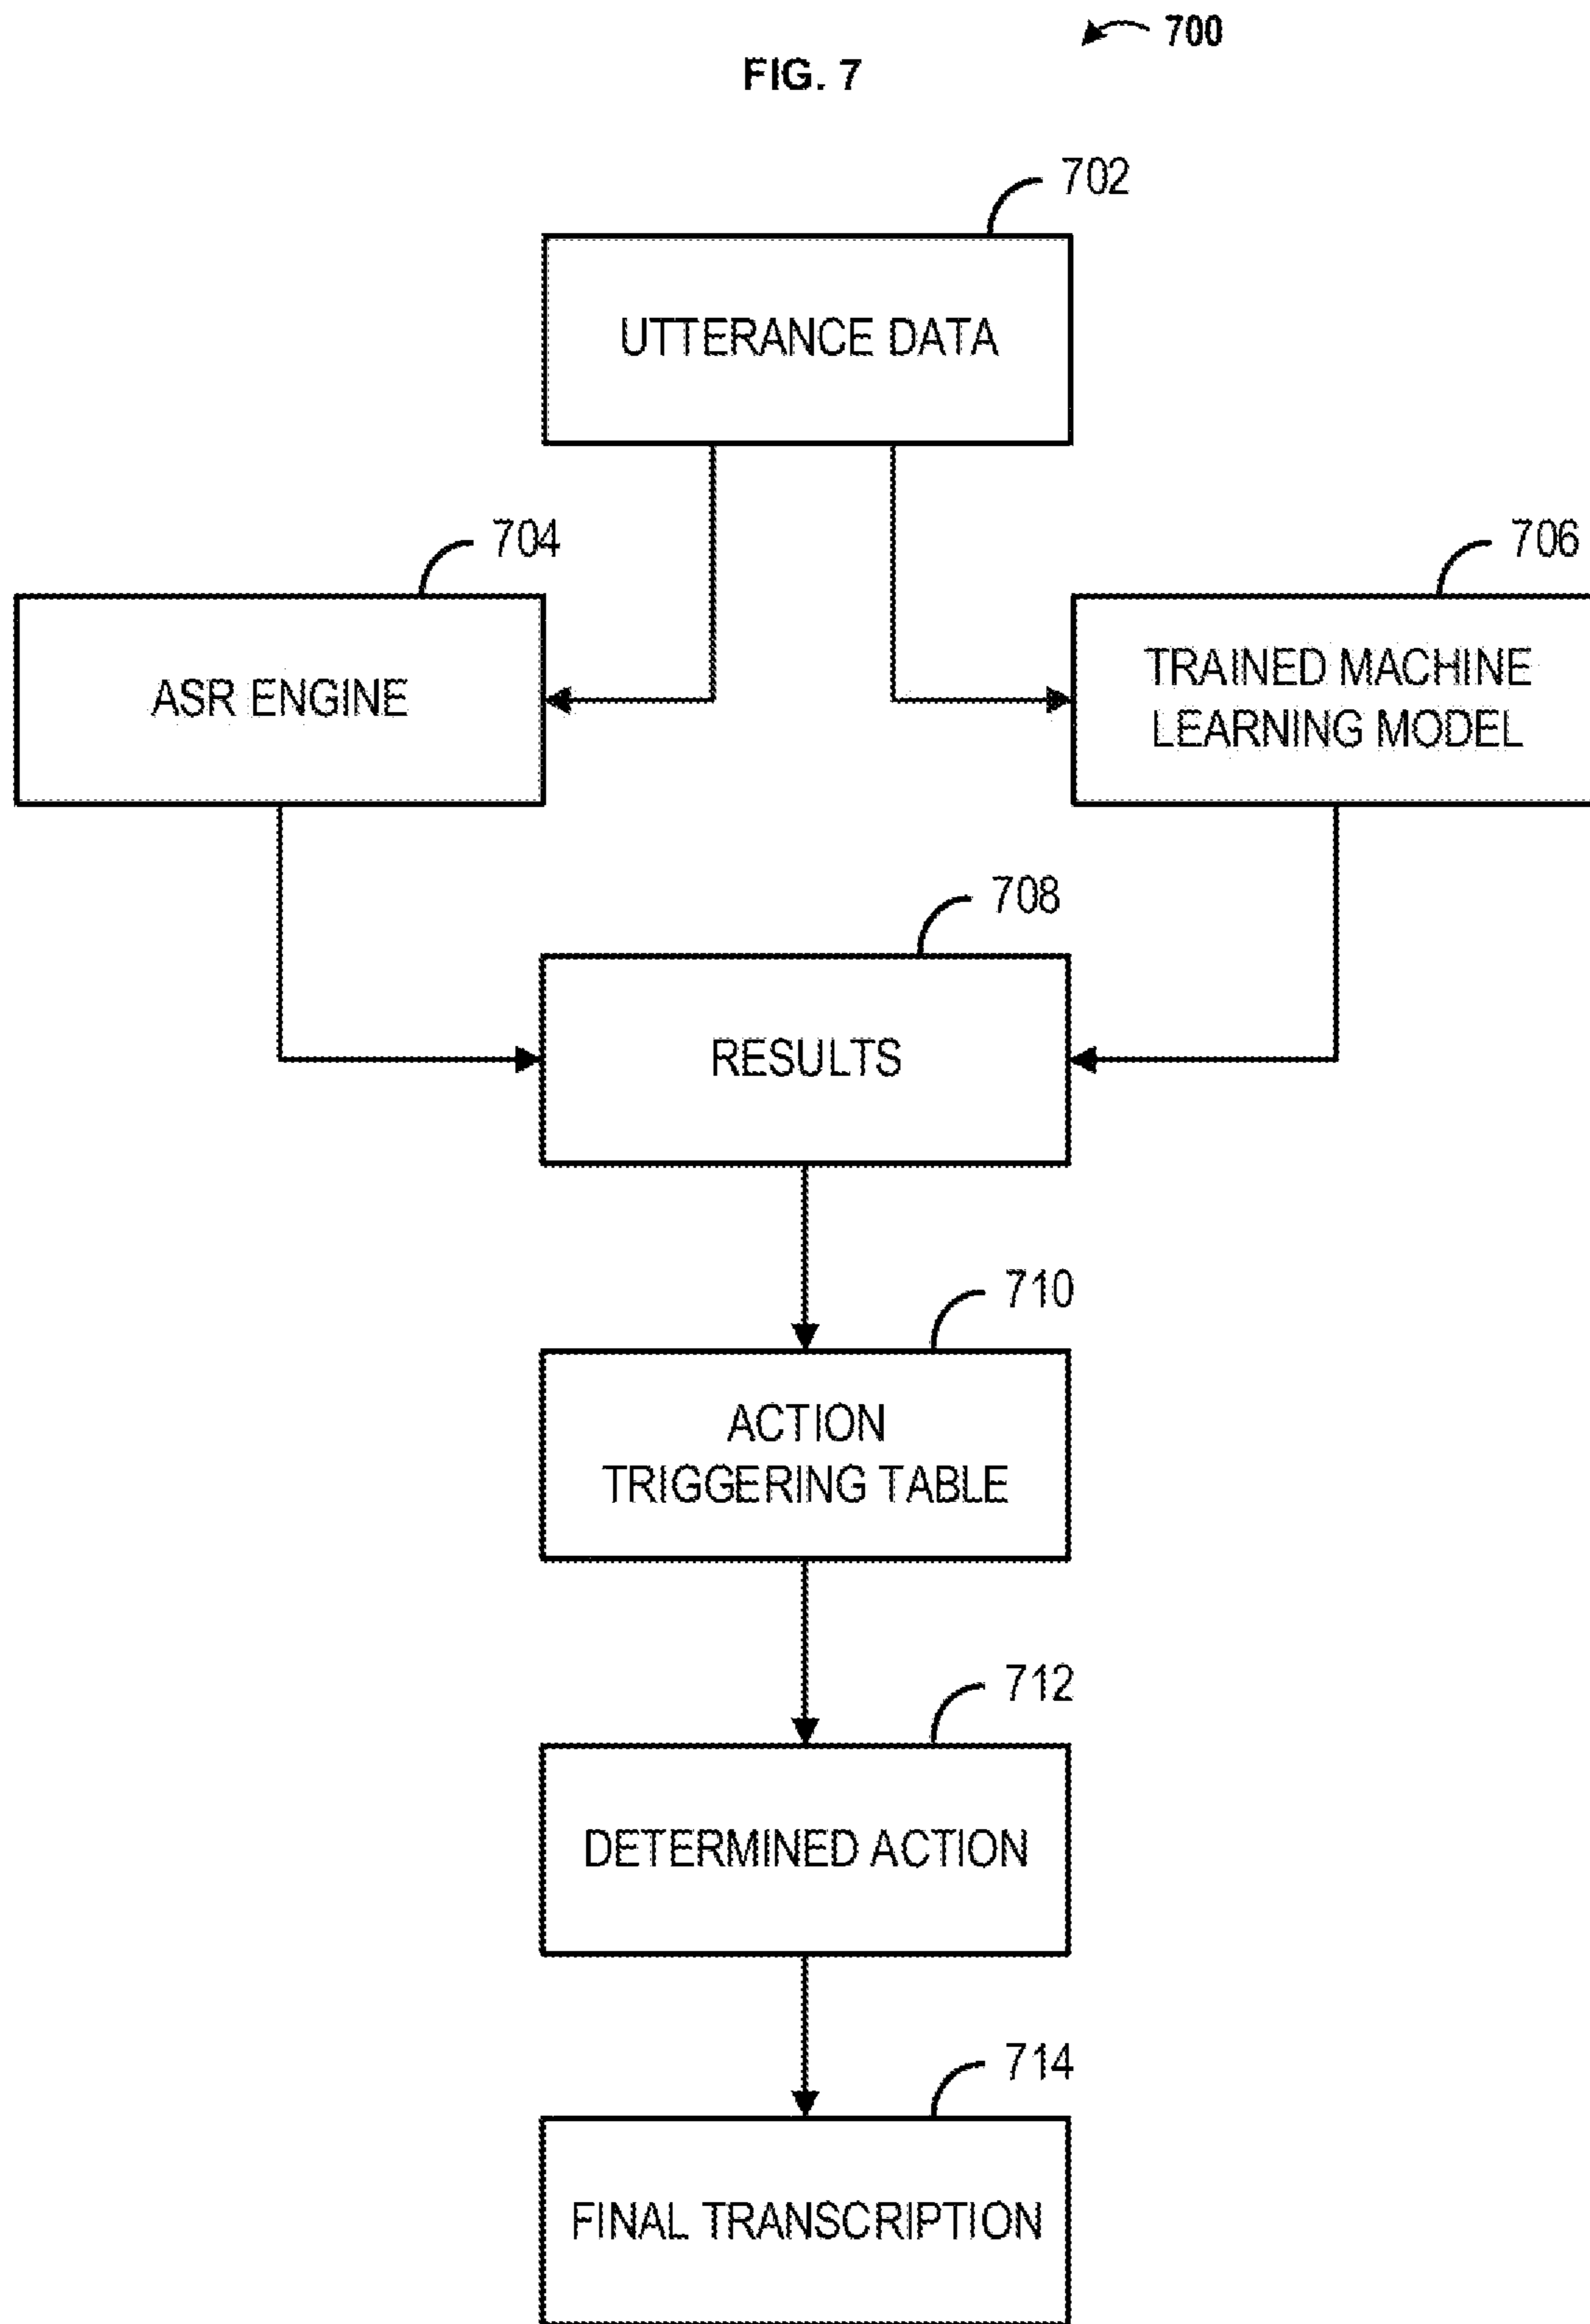 700
FIG. 7
702
UTTERANCE DATA
704
706
ASR ENGINE
TRAINED MACHINE
LEARNING MODEL
708
RESULTS
710
ACTION
TRIGGERING TABLE
712
DETERMINED ACTION
714
FINAL TRANSCRIPTION